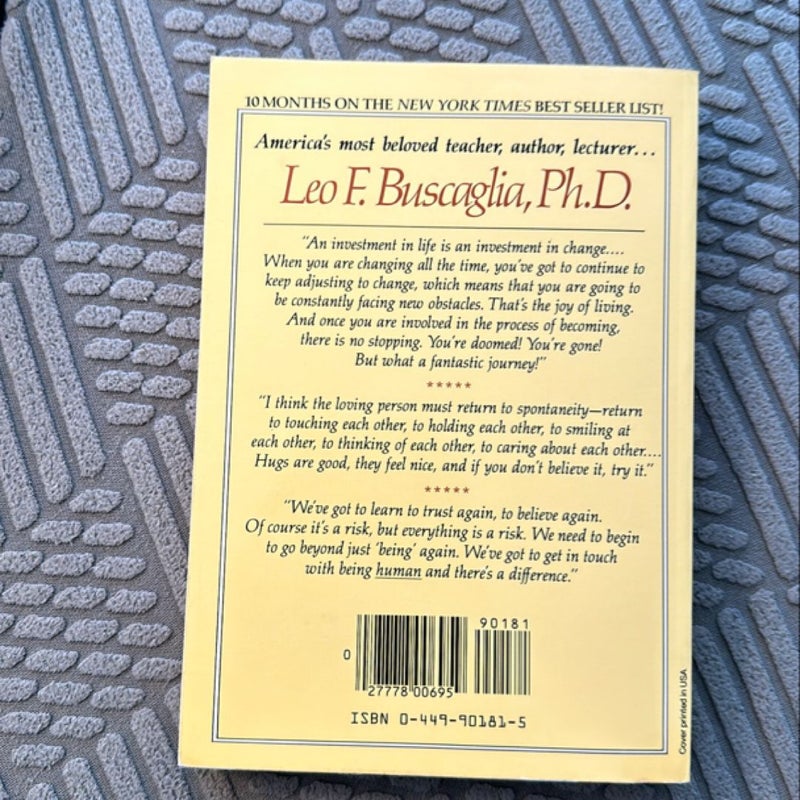 10 MONTHS ON THE NEW YORK TIMES BEST SELLER LIST!
America's most beloved teacher, author, lecturer...
Leo F. Buscaglia, Ph.D.
"An investment in life is an investment in change....
When you are changing all the time, you've got to continue to
keep adjusting to change, which means that you are going to
be constantly facing new obstacles. That's the joy of living.
And once you are involved in the process of becoming,
there is no stopping. You're doomed! You're gone!
But what a fantastic journey!"
*****
"I think the loving person must return to spontaneity—return
to touching each other, to holding each other, to smiling at
each other, to thinking of each other, to caring about each other....
Hugs are good, they feel nice, and if you don't believe it, try it."
*****
"We've got to learn to trust again, to believe again.
Of course it's a risk, but everything is a risk. We need to begin
to go beyond just 'being' again. We've got to get in touch
with being human and there's a difference."
90181
0
27778 00695
ISBN 0-449-90181-5
Cover printed in USA